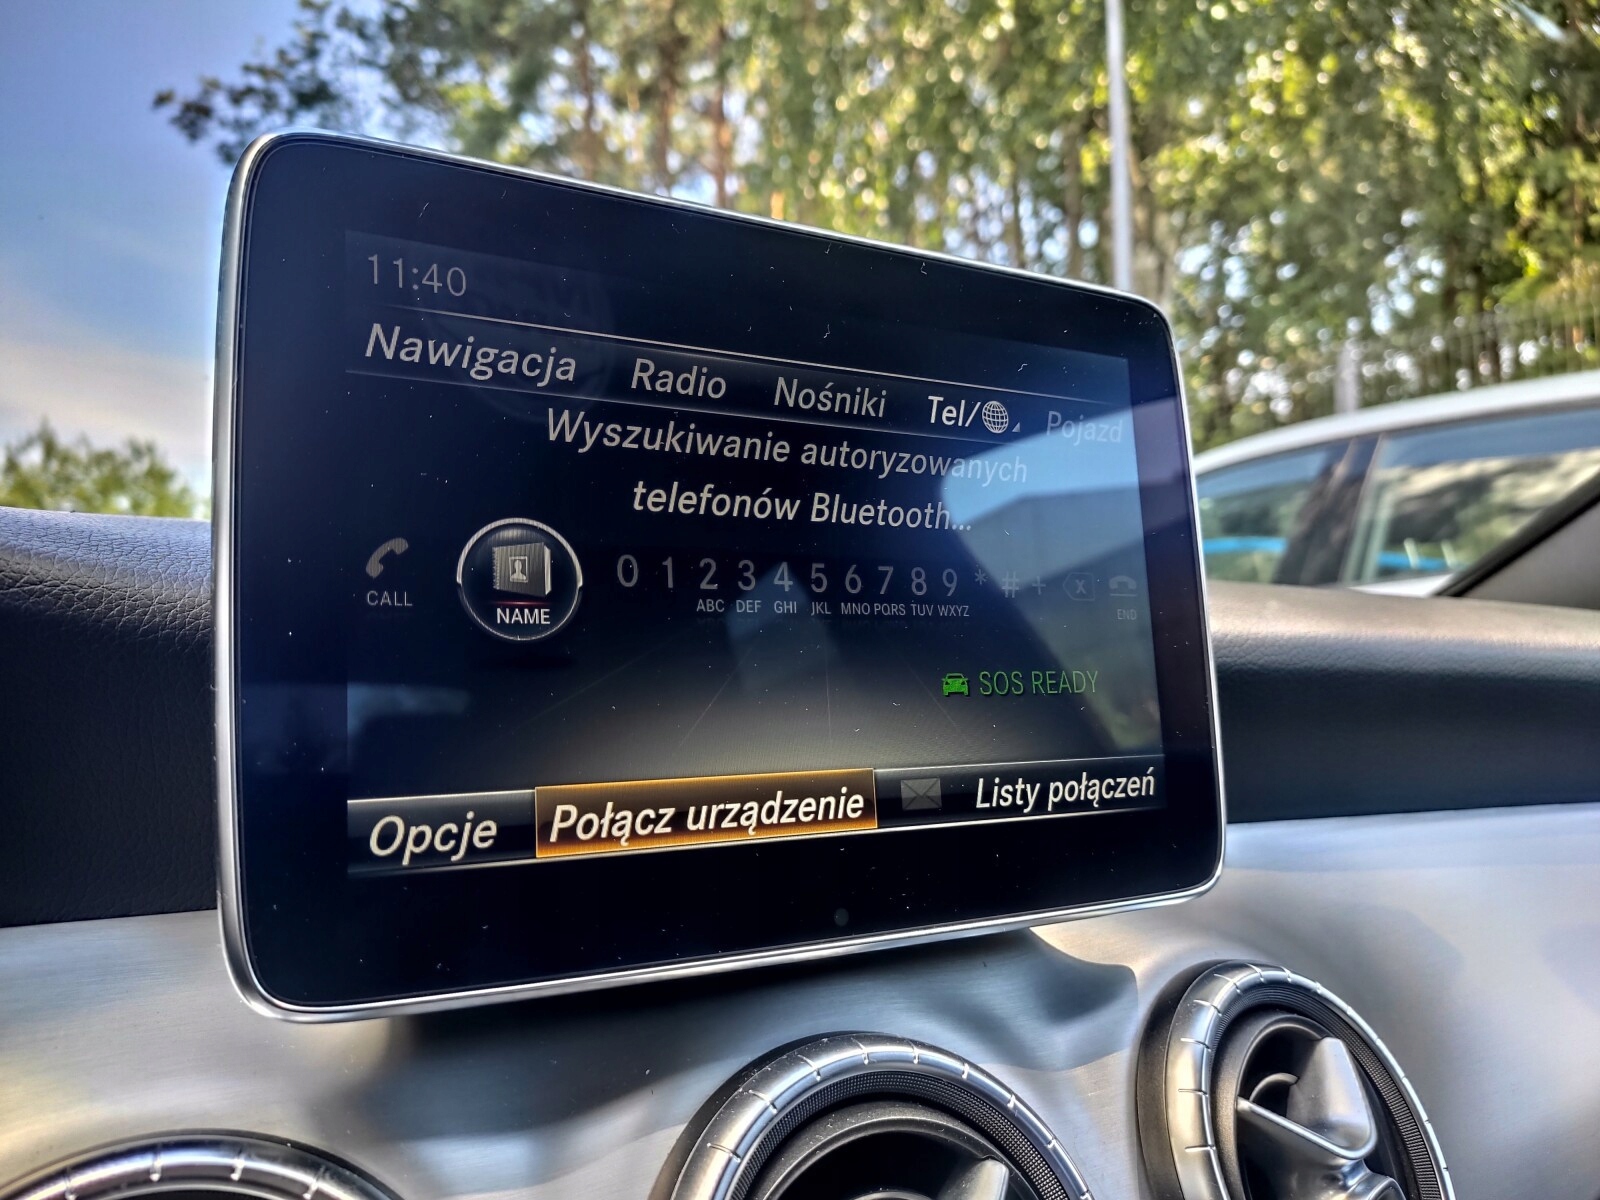 11:40
Nawigacja Radio Nośniki Tel/ Pojazd
Wyszukiwanie autoryzowanych
telefonów Bluetooth...
0 1 2 3 4 5 6 7 8 9 * # +
ABC DEF GHI JKL MNO PQRS TUV WXYZ
CALL NAME END
SOS READY
Opcje Połącz urządzenie Listy połączeń